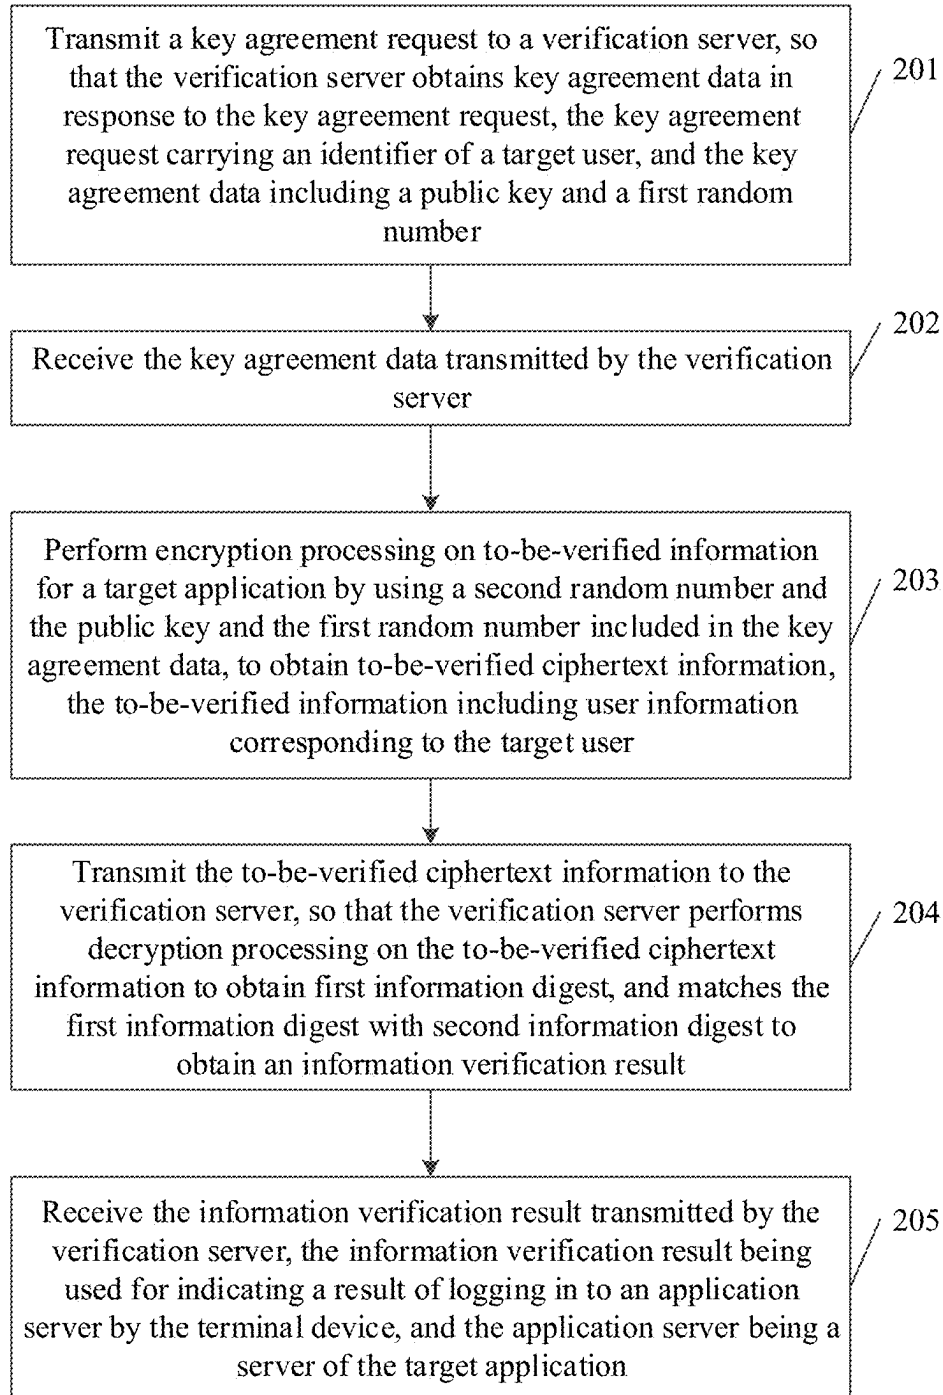 Transmit a key agreement request to a verification server, so
that the verification server obtains key agreement data in
response to the key agreement request, the key agreement
request carrying an identifier of a target user, and the key
agreement data including a public key and a first random
number
201
Receive the key agreement data transmitted by the verification
server
202
Perform encryption processing on to-be-verified information
for a target application by using a second random number and
the public key and the first random number included in the key
agreement data, to obtain to-be-verified ciphertext information,
the to-be-verified information including user information
corresponding to the target user
203
Transmit the to-be-verified ciphertext information to the
verification server, so that the verification server performs
decryption processing on the to-be-verified ciphertext
information to obtain first information digest, and matches the
first information digest with second information digest to
obtain an information verification result
204
Receive the information verification result transmitted by the
verification server, the information verification result being
used for indicating a result of logging in to an application
server by the terminal device, and the application server being a
server of the target application
205